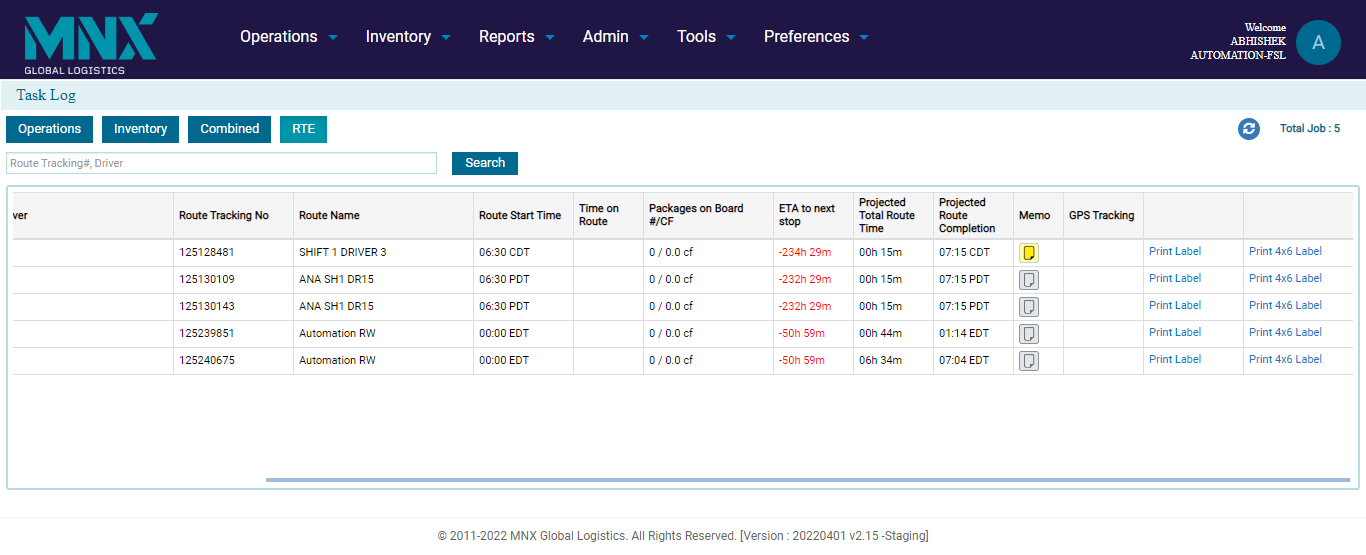 MNX
GLOBAL LOGISTICS
Operations Inventory Reports Admin Tools Preferences
Welcome
ABHISHEK
AUTOMATION-FSL
A
Task Log
Operations Inventory Combined RTE
Total Job : 5
Route Tracking#, Driver Search
ver Route Tracking No Route Name Route Start Time Time on Route Packages on Board #/CF ETA to next stop Projected Total Route Time Projected Route Completion Memo GPS Tracking
125128481 SHIFT 1 DRIVER 3 06:30 CDT 0 / 0.0 cf -234h 29m 00h 15m 07:15 CDT Print Label Print 4x6 Label
125130109 ANA SH1 DR15 06:30 PDT 0 / 0.0 cf -232h 29m 00h 15m 07:15 PDT Print Label Print 4x6 Label
125130143 ANA SH1 DR15 06:30 PDT 0 / 0.0 cf -232h 29m 00h 15m 07:15 PDT Print Label Print 4x6 Label
125239851 Automation RW 00:00 EDT 0 / 0.0 cf -50h 59m 00h 44m 01:14 EDT Print Label Print 4x6 Label
125240675 Automation RW 00:00 EDT 0 / 0.0 cf -50h 59m 06h 34m 07:04 EDT Print Label Print 4x6 Label
© 2011-2022 MNX Global Logistics. All Rights Reserved. [Version : 20220401 v2.15 -Staging]